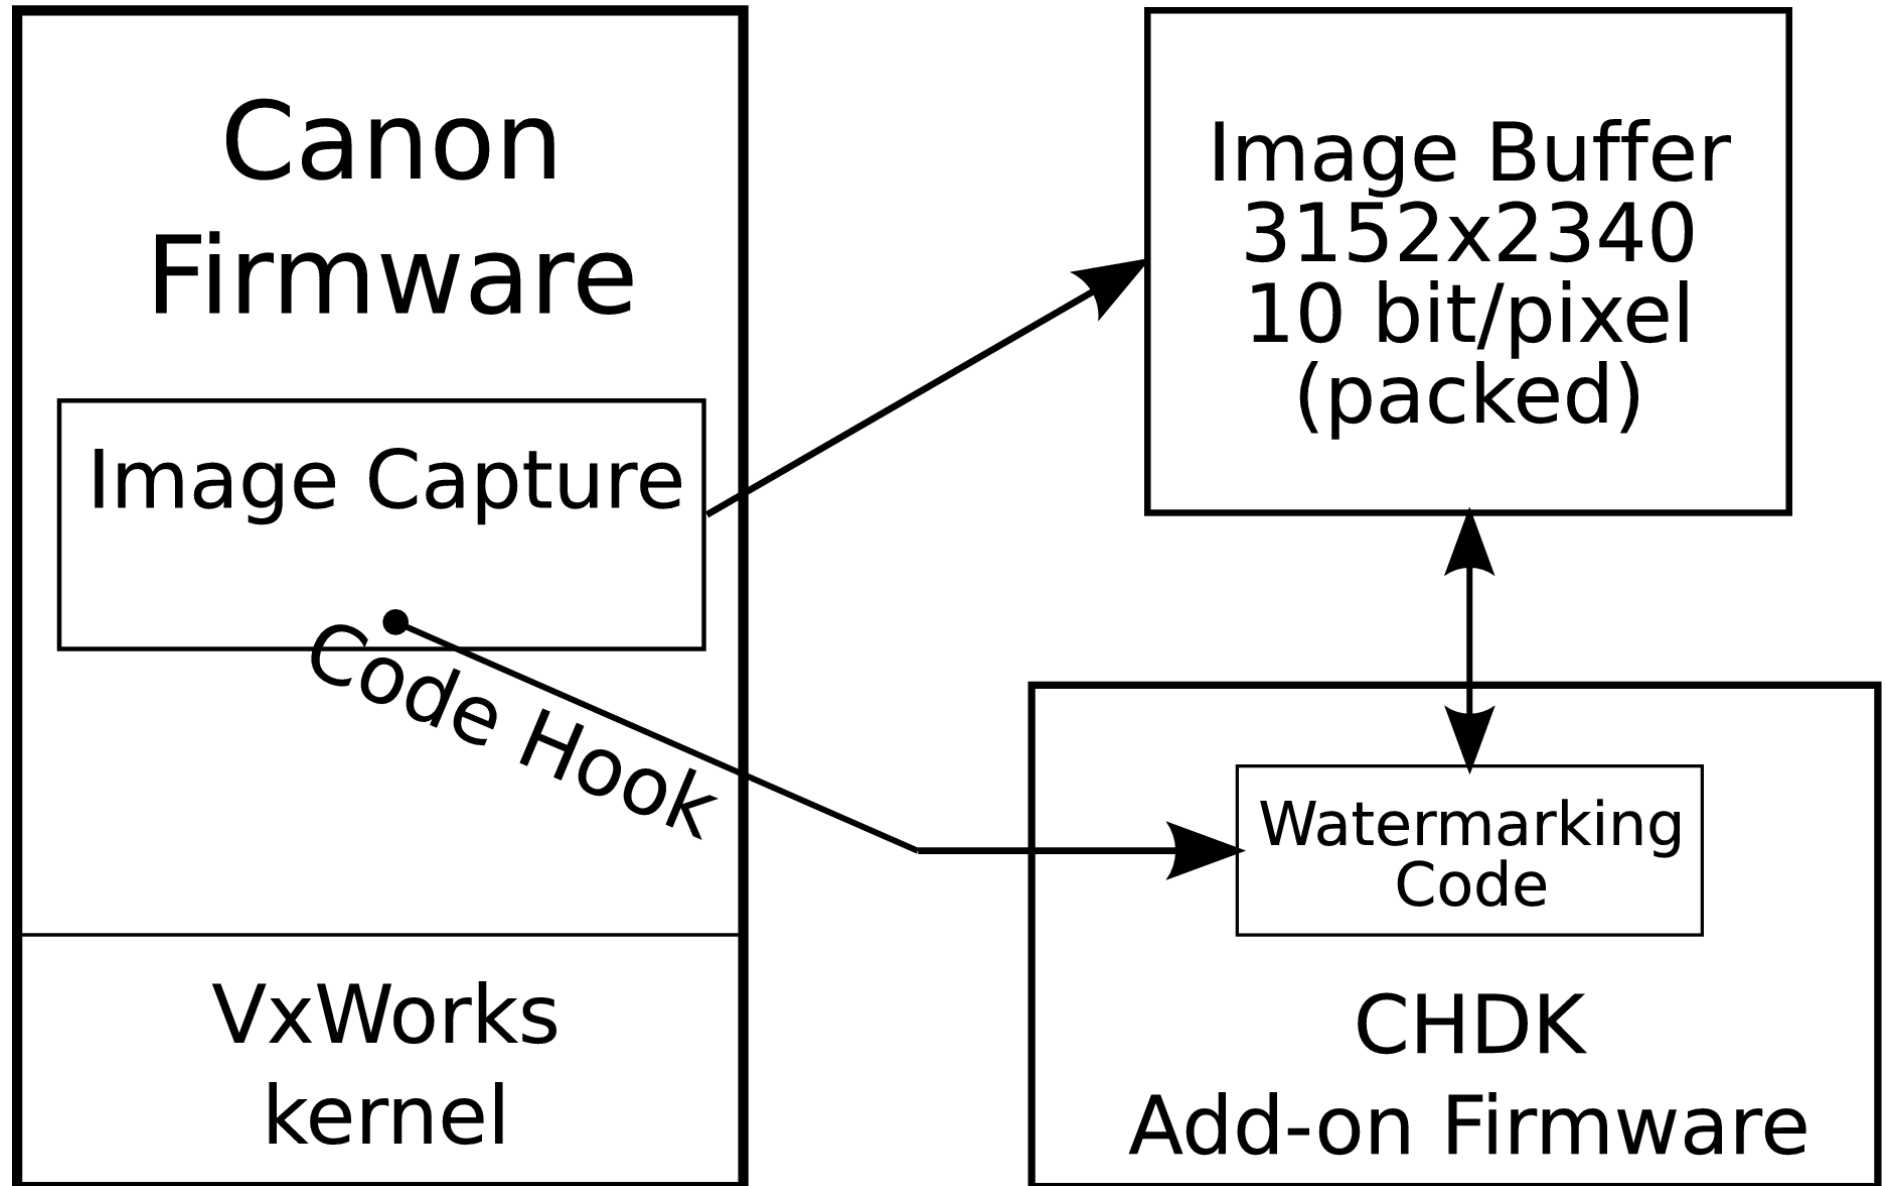 Canon
Firmware
Image Capture
Code Hook
VxWorks
kernel
Image Buffer
3152x2340
10 bit/pixel
(packed)
Watermarking
Code
CHDK
Add-on Firmware